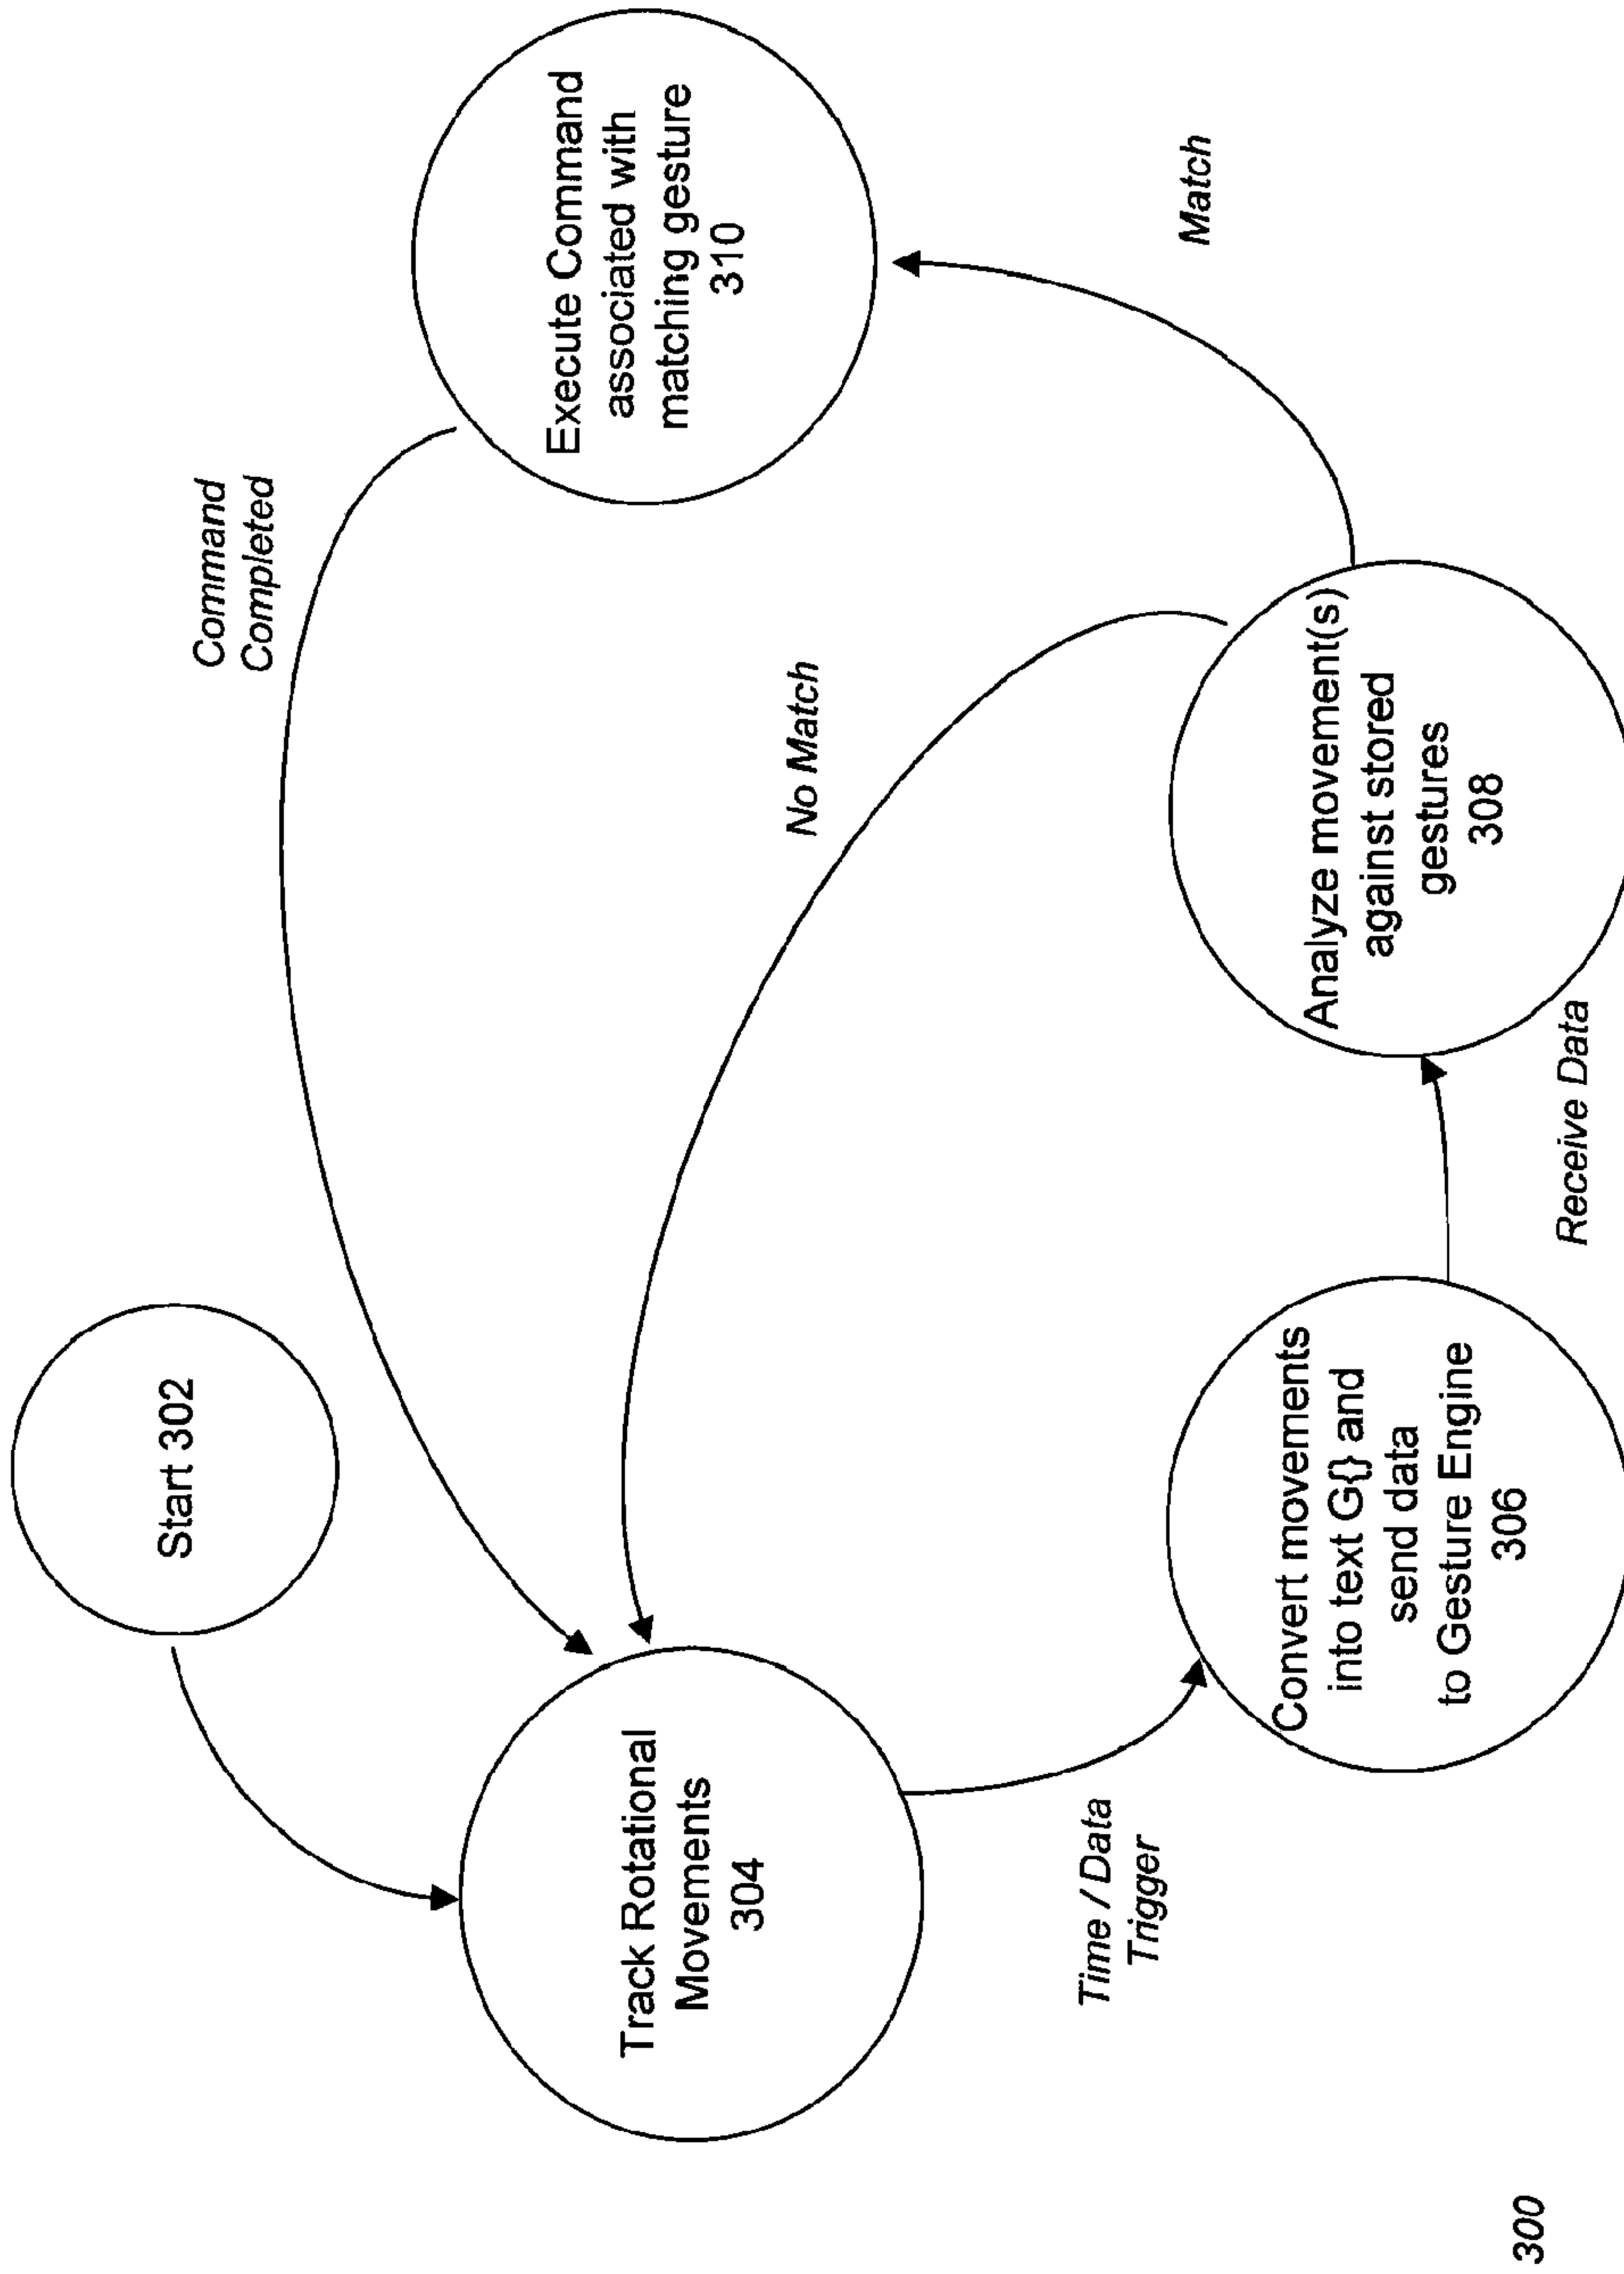 Start 302
Command
Completed
Execute Command
associated with
matching gesture
310
Track Rotational
Movements
304
No Match
Match
Time / Data
Trigger
Convert movements
into text G{} and
send data
to Gesture Engine
306
Analyze movement(s)
against stored
gestures
308
Receive Data
300